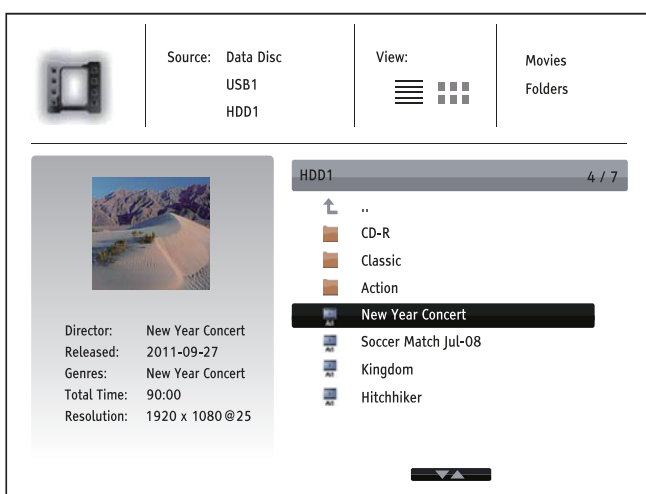 Source: Data Disc
USB1
HDD1
View:
Movies
Folders
HDD1 4 / 7
..
CD-R
Classic
Action
New Year Concert
Soccer Match Jul-08
Kingdom
Hitchhiker
Director: New Year Concert
Released: 2011-09-27
Genres: New Year Concert
Total Time: 90:00
Resolution: 1920 x 1080@25